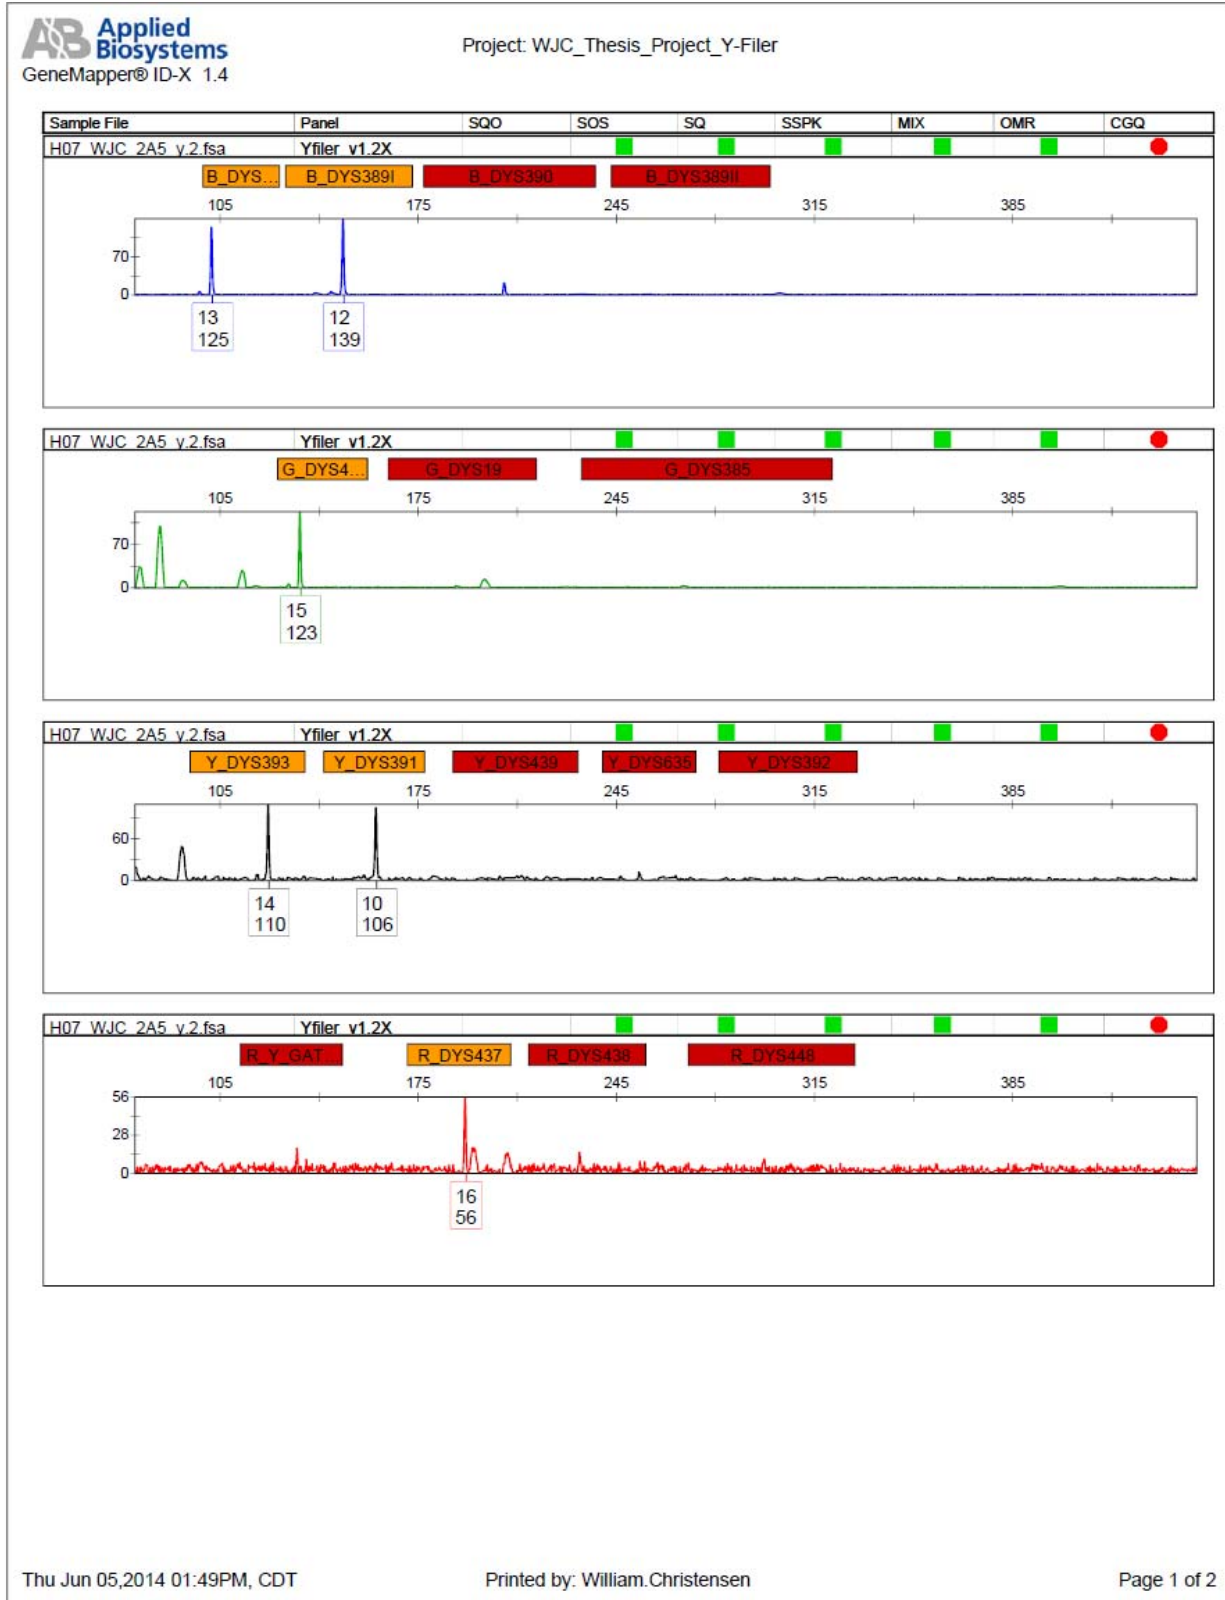 AB Applied Biosystems
GeneMapper® ID-X 1.4
Project: WJC_Thesis_Project_Y-Filer
Sample File Panel SQO SOS SQ SSPK MIX OMR CGQ
H07_WJC_2A5_y.2.fsa Yfiler_v1.2X
B_DYS... B_DYS389I B_DYS390 B_DYS389II
105 175 245 315 385
70
0
13 12
125 139
H07_WJC_2A5_y.2.fsa Yfiler_v1.2X
G_DYS4... G_DYS19 G_DYS385
105 175 245 315 385
70
0
15
123
H07_WJC_2A5_y.2.fsa Yfiler_v1.2X
Y_DYS393 Y_DYS391 Y_DYS439 Y_DYS635 Y_DYS392
105 175 245 315 385
60
0
14 10
110 106
H07_WJC_2A5_y.2.fsa Yfiler_v1.2X
R_Y_GAT... R_DYS437 R_DYS438 R_DYS448
105 175 245 315 385
56
28
0
16
56
Thu Jun 05,2014 01:49PM, CDT Printed by: William.Christensen Page 1 of 2